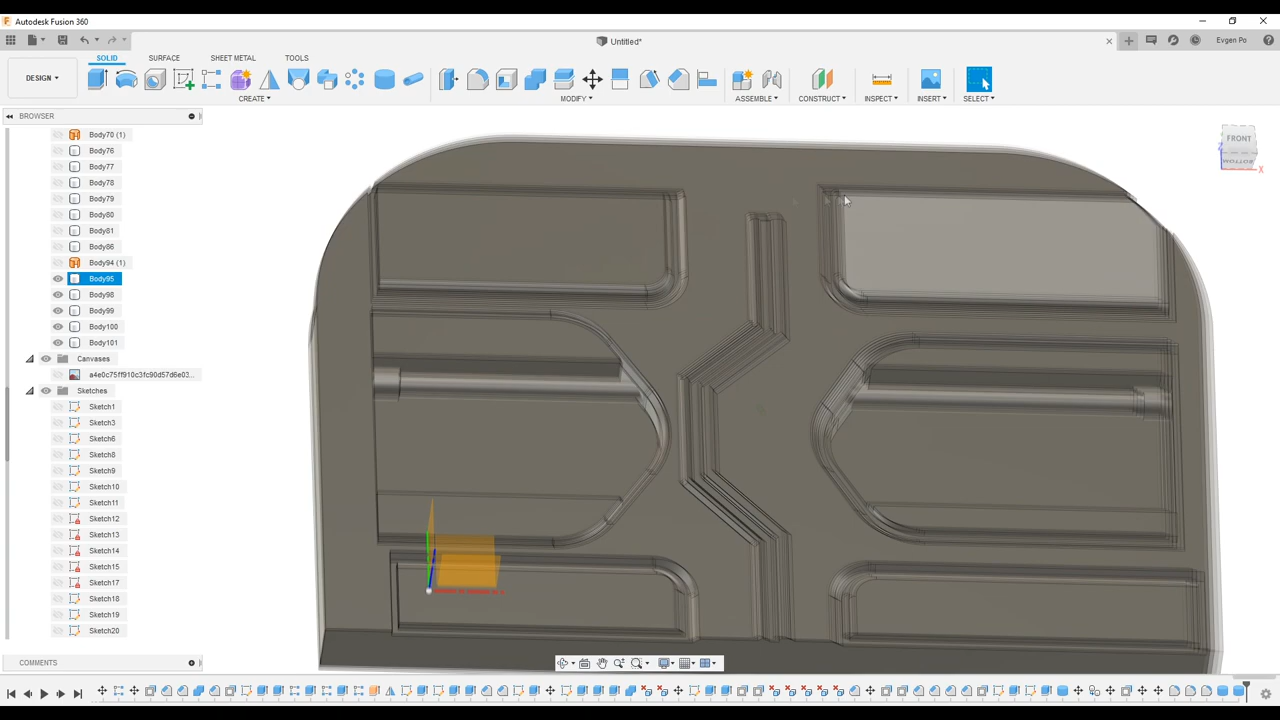 Autodesk Fusion 360
Untitled*
Evgen Po
SOLID SURFACE SHEET METAL TOOLS
DESIGN
CREATE MODIFY ASSEMBLE CONSTRUCT INSPECT INSERT SELECT
BROWSER
Body70 (1)
Body76
Body77
Body78
Body79
Body80
Body81
Body86
Body94 (1)
Body95
Body98
Body99
Body100
Body101
Canvases
a4e0c75ff910c3fc90d57d6e03...
Sketches
Sketch1
Sketch3
Sketch6
Sketch8
Sketch9
Sketch10
Sketch11
Sketch12
Sketch13
Sketch14
Sketch15
Sketch17
Sketch18
Sketch19
Sketch20
FRONT
BOTTOM
Z
X
COMMENTS